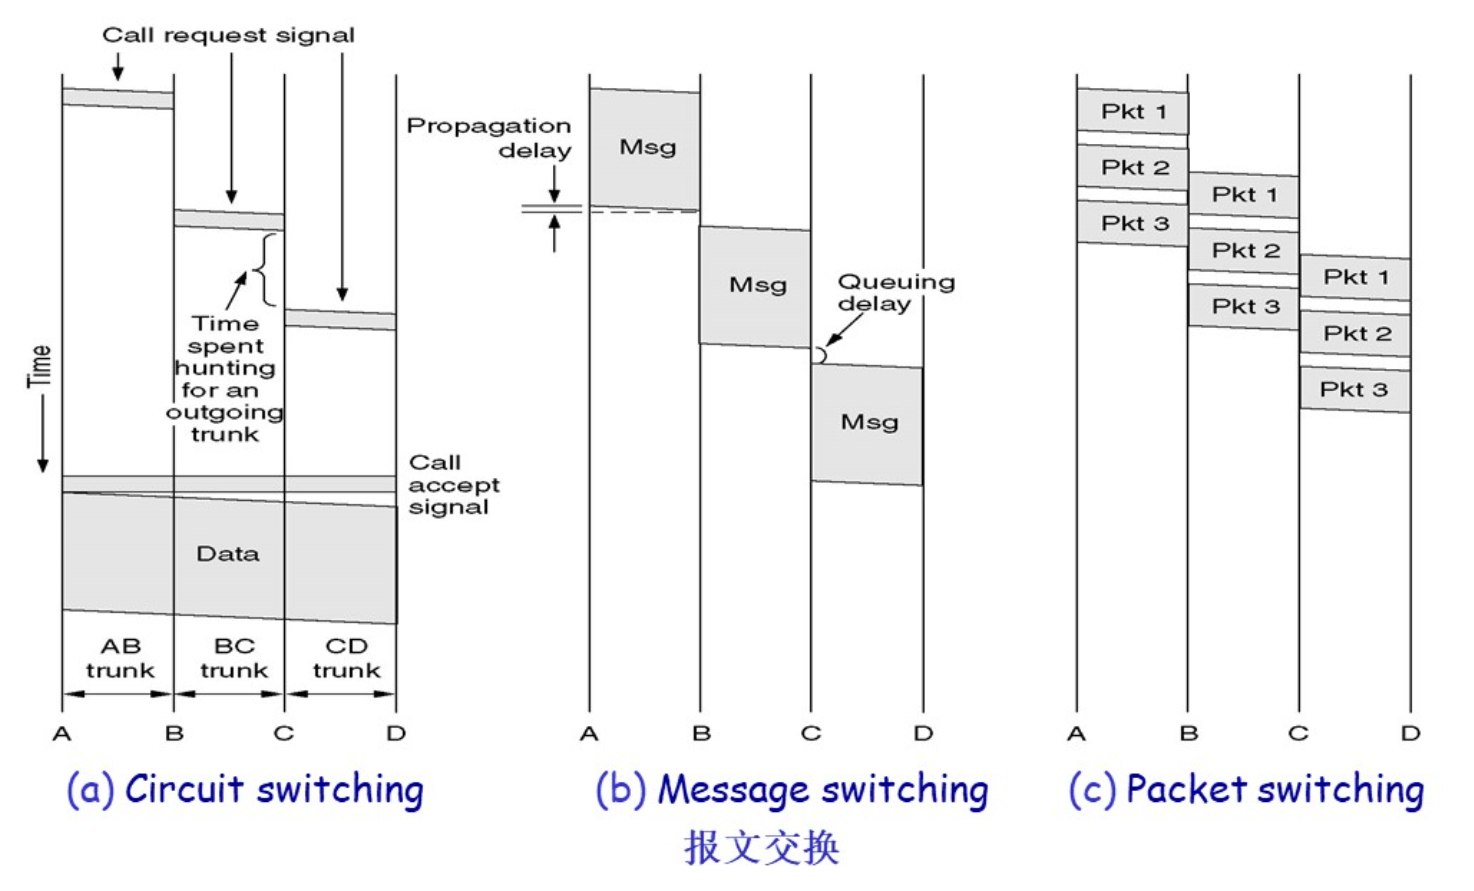 Call request signal
Propagation
delay
Time
Time
spent
hunting
for an
outgoing
trunk
Call
accept
signal
Data
AB
trunk
BC
trunk
CD
trunk
A
B
C
D
(a) Circuit switching
Msg
Msg
Queuing
delay
Msg
A
B
C
D
(b) Message switching
报文交换
Pkt 1
Pkt 2
Pkt 3
Pkt 1
Pkt 2
Pkt 3
Pkt 1
Pkt 2
Pkt 3
A
B
C
D
(c) Packet switching